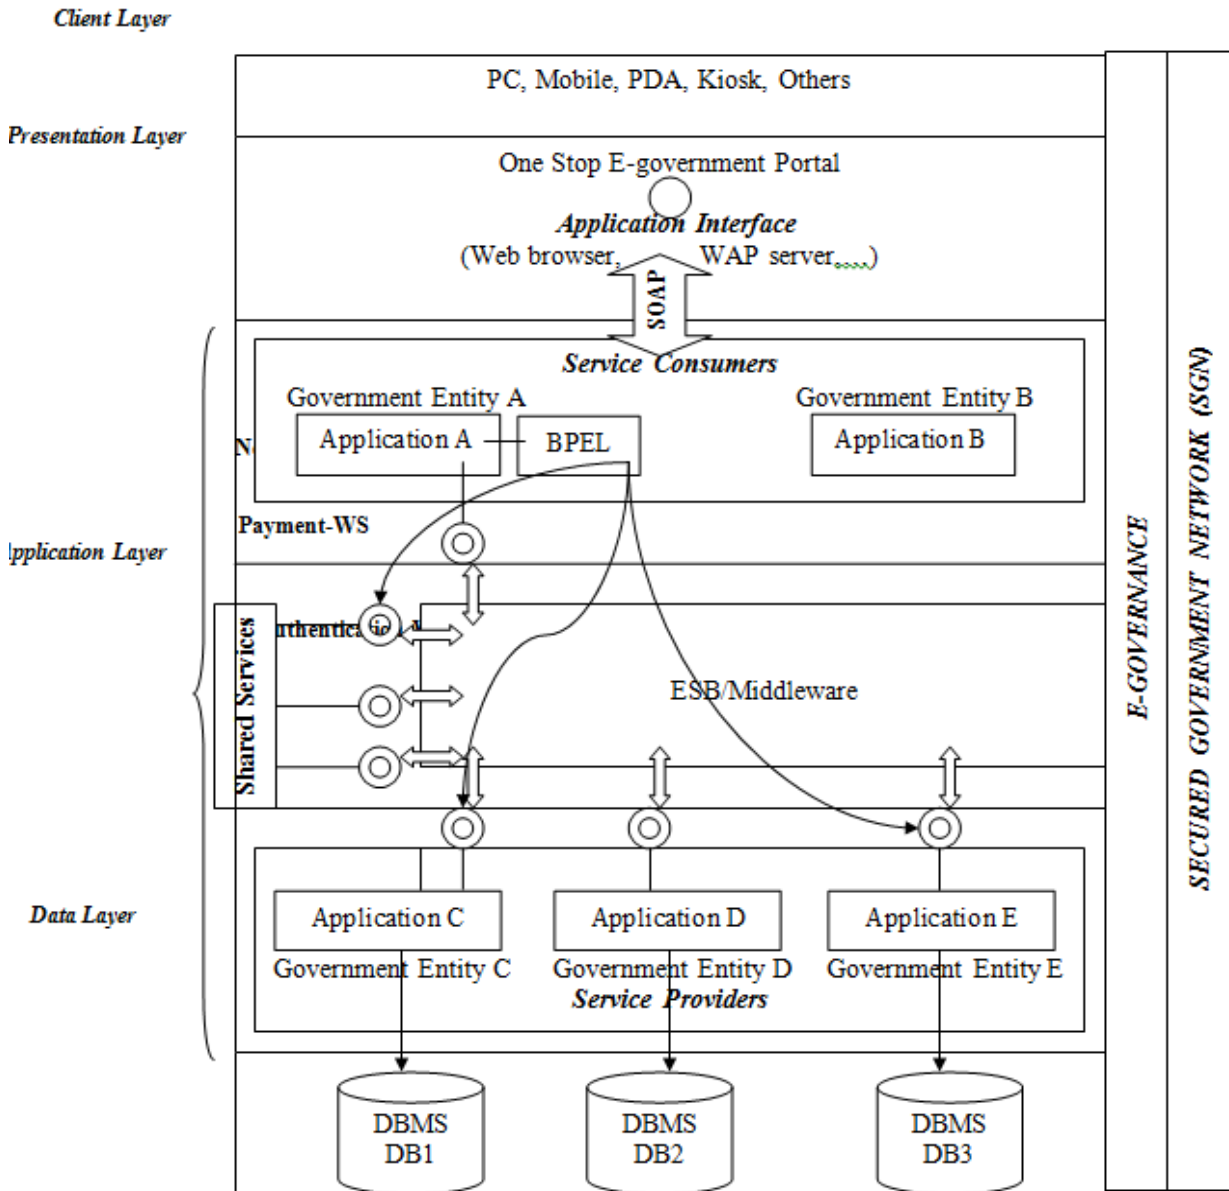 Client Layer
PC, Mobile, PDA, Kiosk, Others
Presentation Layer
One Stop E-government Portal
Application Interface
(Web browser, WAP server,....)
SOAP
Service Consumers
Government Entity A
Government Entity B
Application A
BPEL
Application B
Payment-WS
pplication Layer
Shared Services
ESB/Middleware
E-GOVERNANCE
SECURED GOVERNMENT NETWORK (SGN)
Data Layer
Application C
Application D
Application E
Government Entity C
Government Entity D
Government Entity E
Service Providers
DBMS
DB1
DBMS
DB2
DBMS
DB3